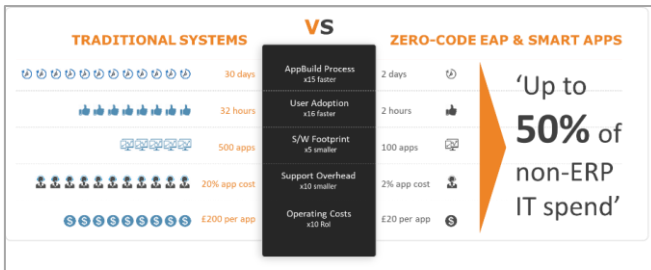 VS
TRADITIONAL SYSTEMS
ZERO-CODE EAP & SMART APPS
30 days
AppBuild Process
x15 faster
2 days
32 hours
User Adoption
x16 faster
2 hours
500 apps
S/W Footprint
x5 smaller
100 apps
20% app cost
Support Overhead
x10 smaller
2% app cost
£200 per app
Operating Costs
x10 RoI
£20 per app
‘Up to
50% of
non-ERP
IT spend’